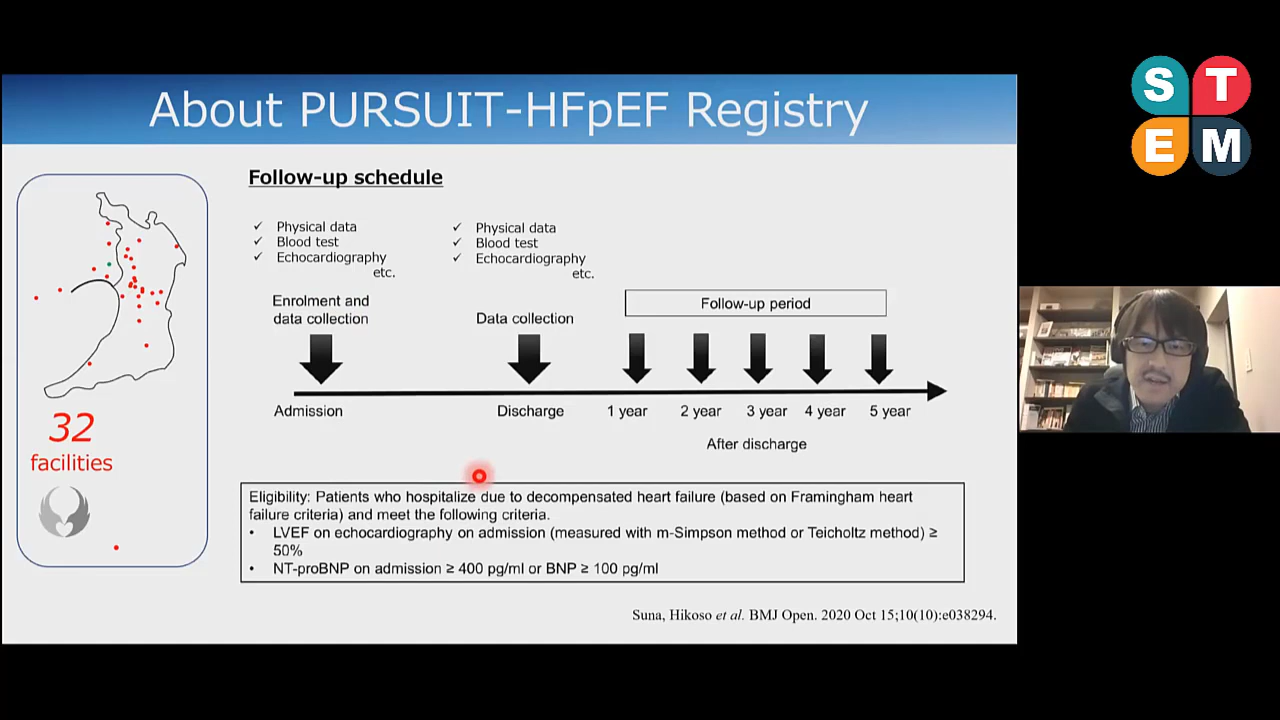 About PURSUIT-HFpEF Registry
S T
E M
Follow-up schedule
✓ Physical data
✓ Blood test
✓ Echocardiography
etc.
✓ Physical data
✓ Blood test
✓ Echocardiography
etc.
Enrolment and
data collection
Data collection
Follow-up period
Admission
Discharge
1 year
2 year
3 year
4 year
5 year
After discharge
32
facilities
Eligibility: Patients who hospitalize due to decompensated heart failure (based on Framingham heart
failure criteria) and meet the following criteria.
• LVEF on echocardiography on admission (measured with m-Simpson method or Teicholtz method) ≥
50%
• NT-proBNP on admission ≥ 400 pg/ml or BNP ≥ 100 pg/ml
Suna, Hikoso et al. BMJ Open. 2020 Oct 15;10(10):e038294.